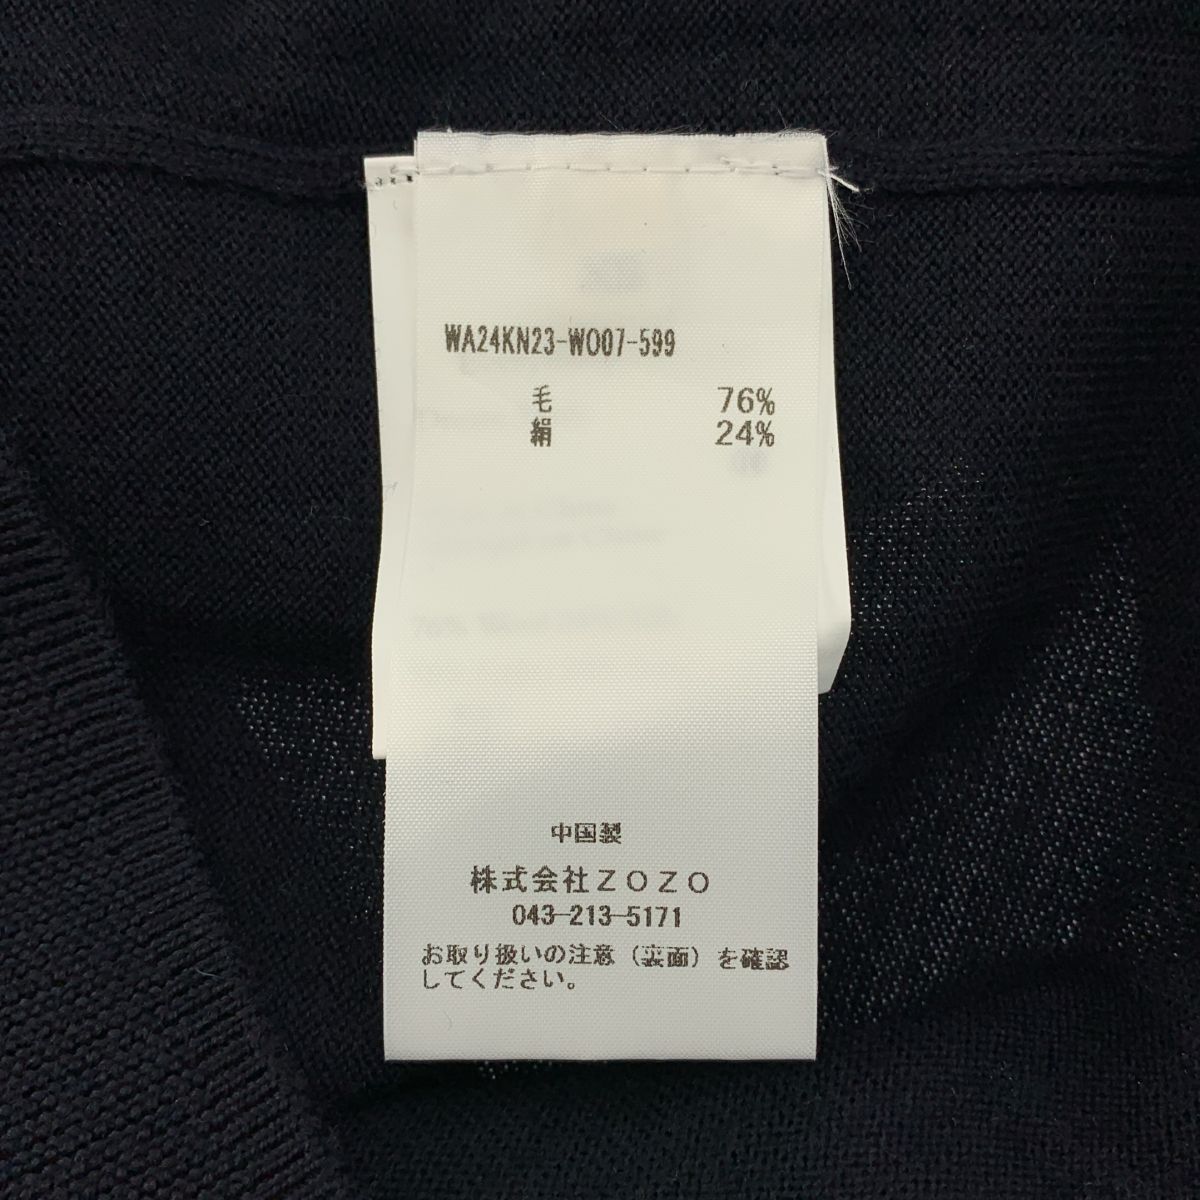 WA24KN23-WO07-599
毛 76%
絹 24%
中国製
株式会社ZOZO
043-213-5171
お取り扱いの注意(裏面)を確認
してください。